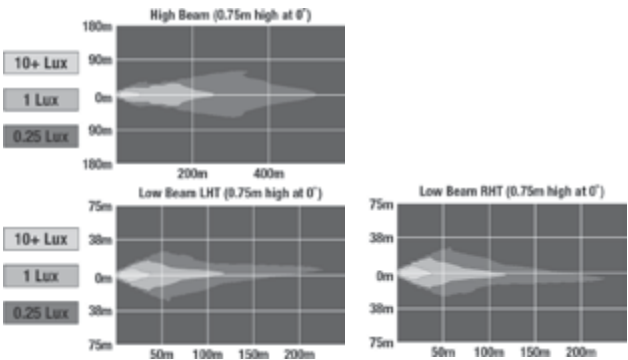 High Beam (0.75m high at 0˚)
180m
90m
0m
90m
180m
200m 400m
10+ Lux
1 Lux
0.25 Lux
Low Beam LHT (0.75m high at 0˚)
75m
38m
0m
38m
75m
50m 100m 150m 200m
10+ Lux
1 Lux
0.25 Lux
Low Beam RHT (0.75m high at 0˚)
75m
38m
0m
38m
75m
50m 100m 150m 200m